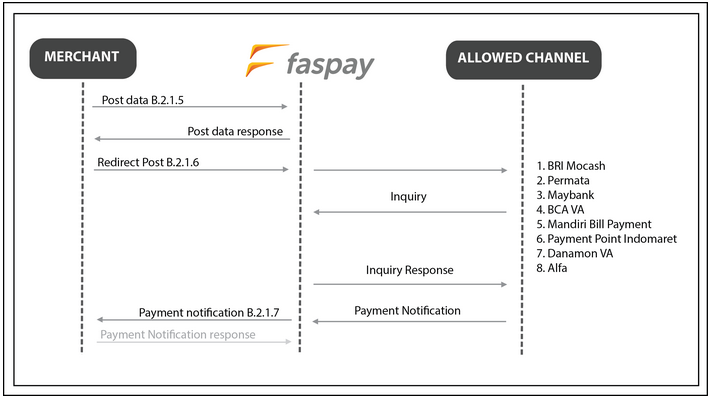 MERCHANT
faspay
ALLOWED CHANNEL
Post data B.2.1.5
Post data response
Redirect Post B.2.1.6
Inquiry
Inquiry Response
Payment notification B.2.1.7
Payment Notification
Payment Notification response
1. BRI Mocash
2. Permata
3. Maybank
4. BCA VA
5. Mandiri Bill Payment
6. Payment Point Indomaret
7. Danamon VA
8. Alfa